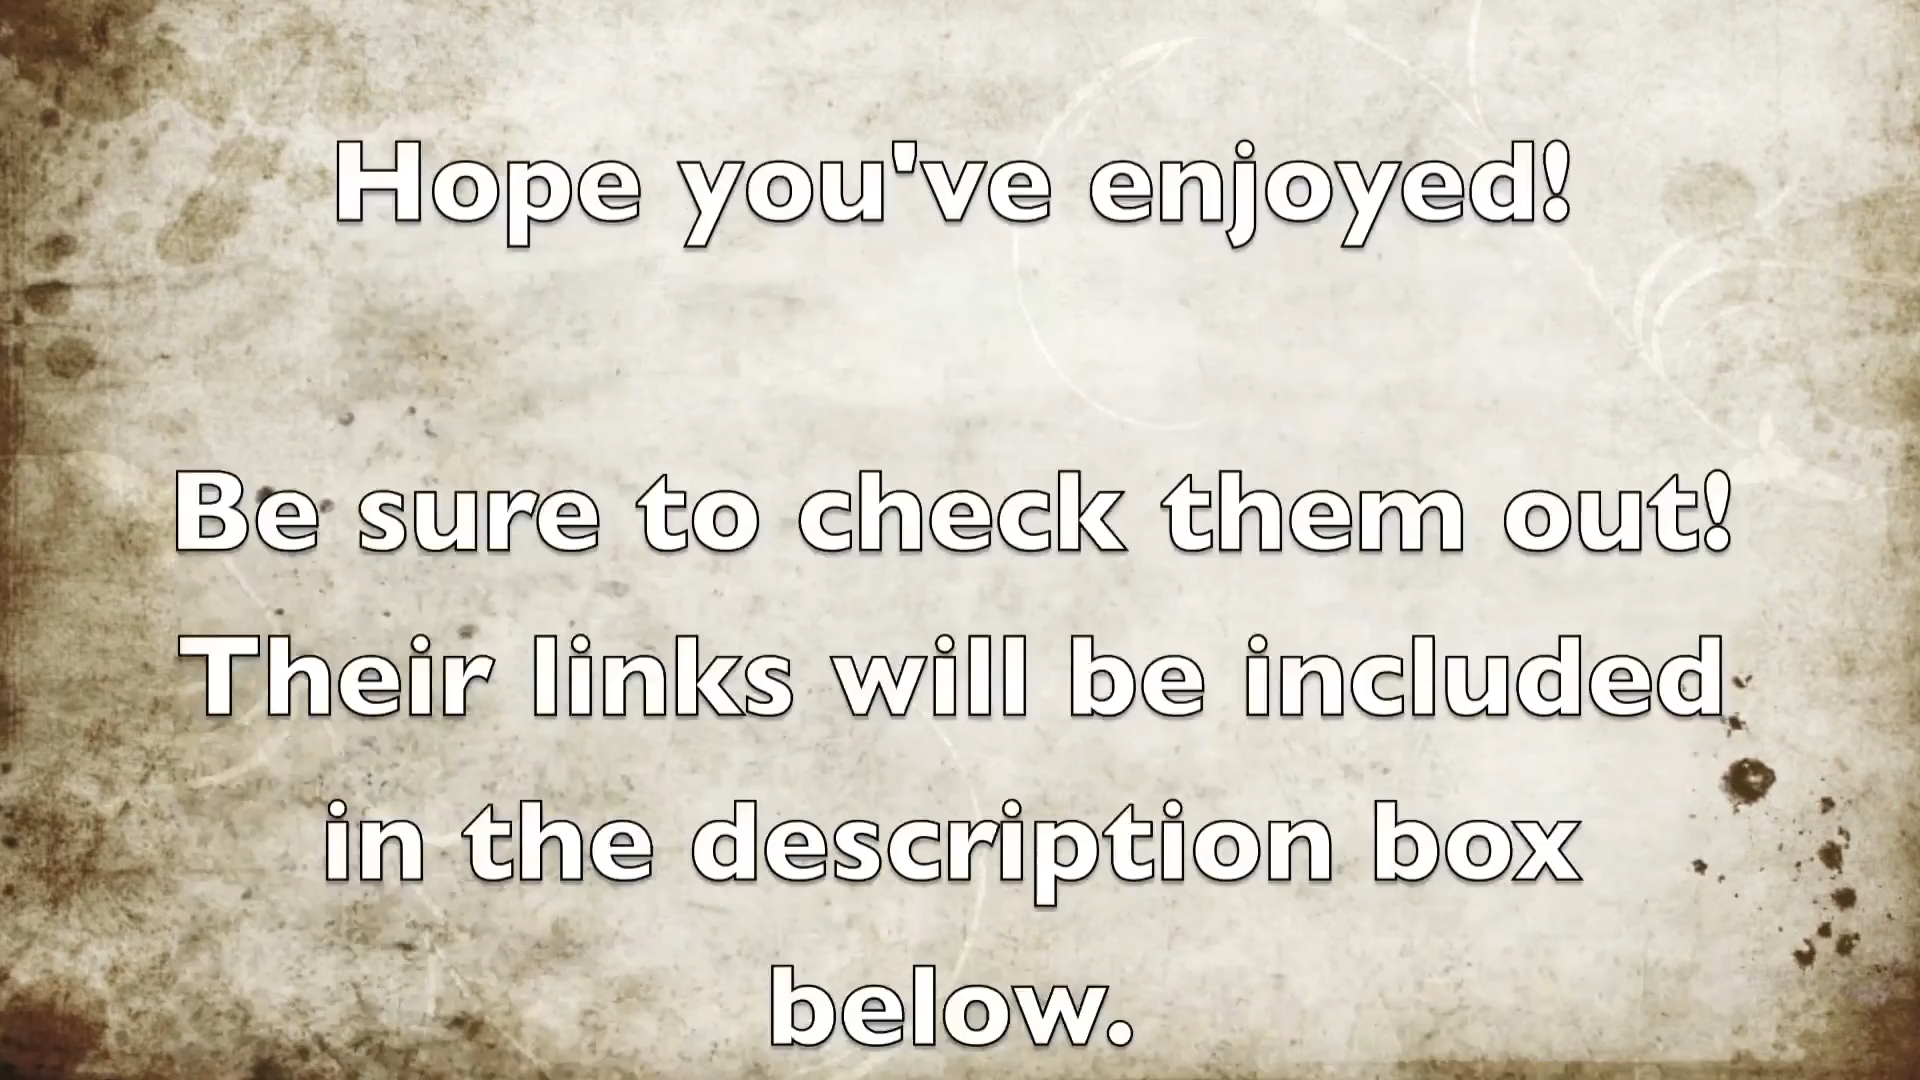 Hope you've enjoyed!
Be sure to check them out!
Their links will be included
in the description box
below.